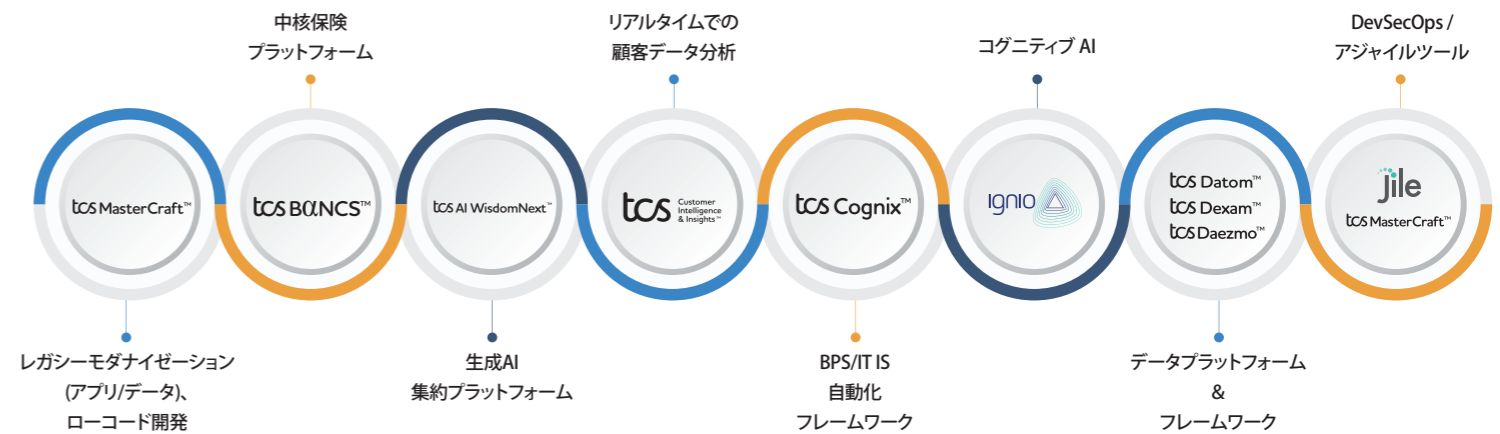 中核保険
プラットフォーム
リアルタイムでの
顧客データ分析
コグニティブ AI
DevSecOps /
アジャイルツール
tcs MasterCraft™
tcs BαNCS™
tcs AI WisdomNext™
tcs Customer
Intelligence
& Insights™
tcs Cognix™
ignio
tcs Datom™
tcs Dexam™
tcs Daezmo™
jile
tcs MasterCraft™
レガシーモダナイゼーション
(アプリ/データ)、
ローコード開発
生成AI
集約プラットフォーム
BPS/IT IS
自動化
フレームワーク
データプラットフォーム
&
フレームワーク